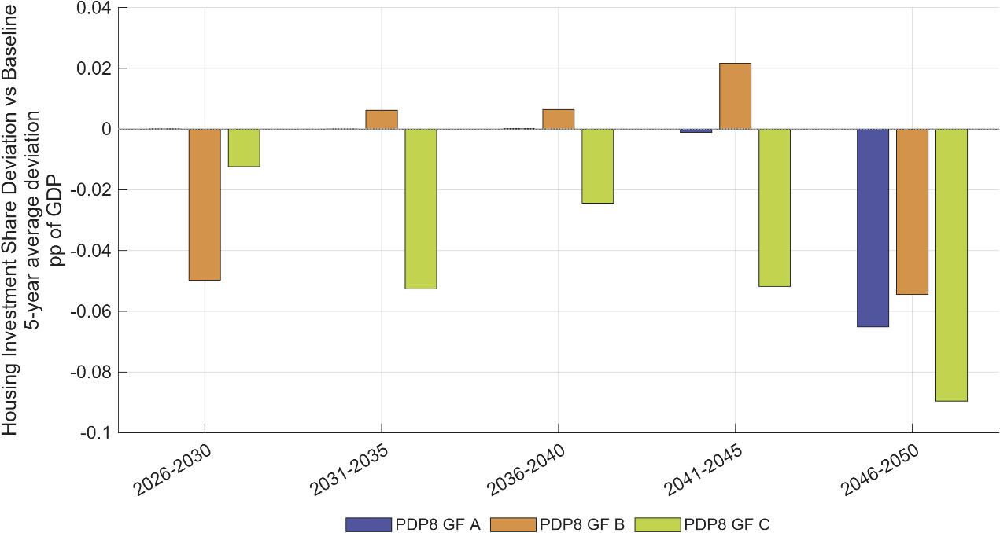 Housing Investment Share Deviation vs Baseline
5-year average deviation
pp of GDP
0.04
0.02
0
-0.02
-0.04
-0.06
-0.08
-0.1
2026-2030
2031-2035
2036-2040
2041-2045
2046-2050
PDP8 GF A
PDP8 GF B
PDP8 GF C